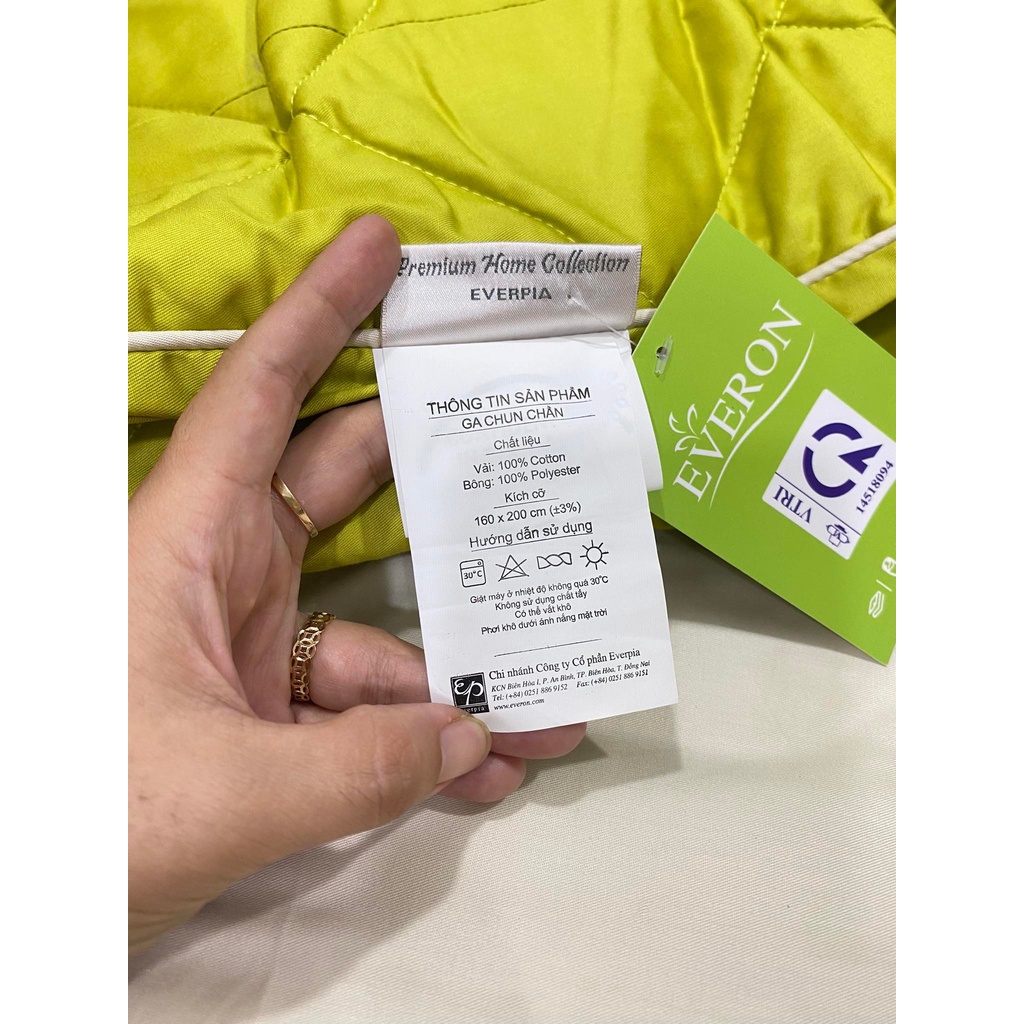 Premium Home Collection
EVERPIA
THÔNG TIN SẢN PHẨM
GA CHUN CHẦN
Chất liệu
Vải: 100% Cotton
Bông: 100% Polyester
Kích cỡ
160 x 200 cm (±3%)
Hướng dẫn sử dụng
30°C
Giặt máy ở nhiệt độ không quá 30°C
Không sử dụng chất tẩy
Có thể vắt khô
Phơi khô dưới ánh nắng mặt trời
Chi nhánh Công ty Cổ phần Everpia
KCN Biên Hòa 1, P. An Bình, TP. Biên Hòa, T. Đồng Nai
Tel: (+84) 0251 886 9152 Fax: (+84) 0251 886 9151
www.everon.com
everpia
EVERON
VTRI
14518094